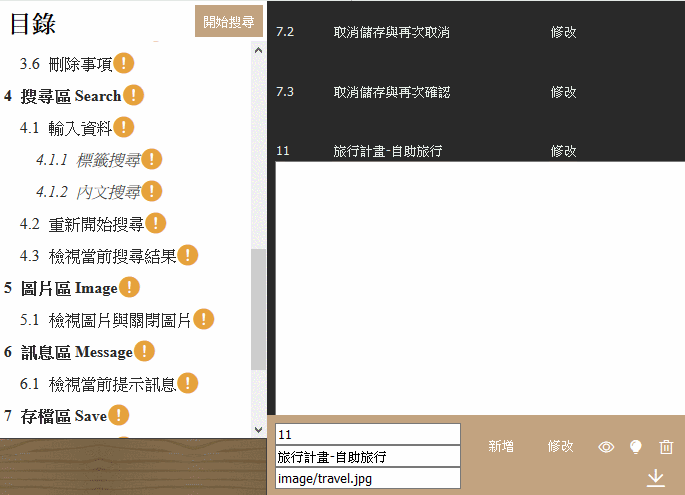 目錄
開始搜尋
3.6 刪除事項
4 搜尋區 Search
4.1 輸入資料
4.1.1 標籤搜尋
4.1.2 內文搜尋
4.2 重新開始搜尋
4.3 檢視當前搜尋結果
5 圖片區 Image
5.1 檢視圖片與關閉圖片
6 訊息區 Message
6.1 檢視當前提示訊息
7 存檔區 Save
7.2 取消儲存與再次取消 修改
7.3 取消儲存與再次確認 修改
11 旅行計畫-自助旅行 修改
11
旅行計畫-自助旅行
image/travel.jpg
新增 修改